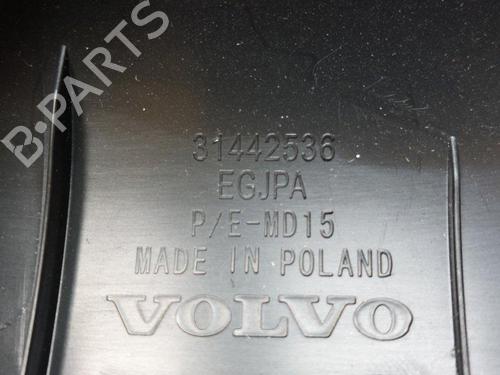 B-PARTS
31442536
EGJPA
P/E-MD15
MADE IN POLAND
VOLVO